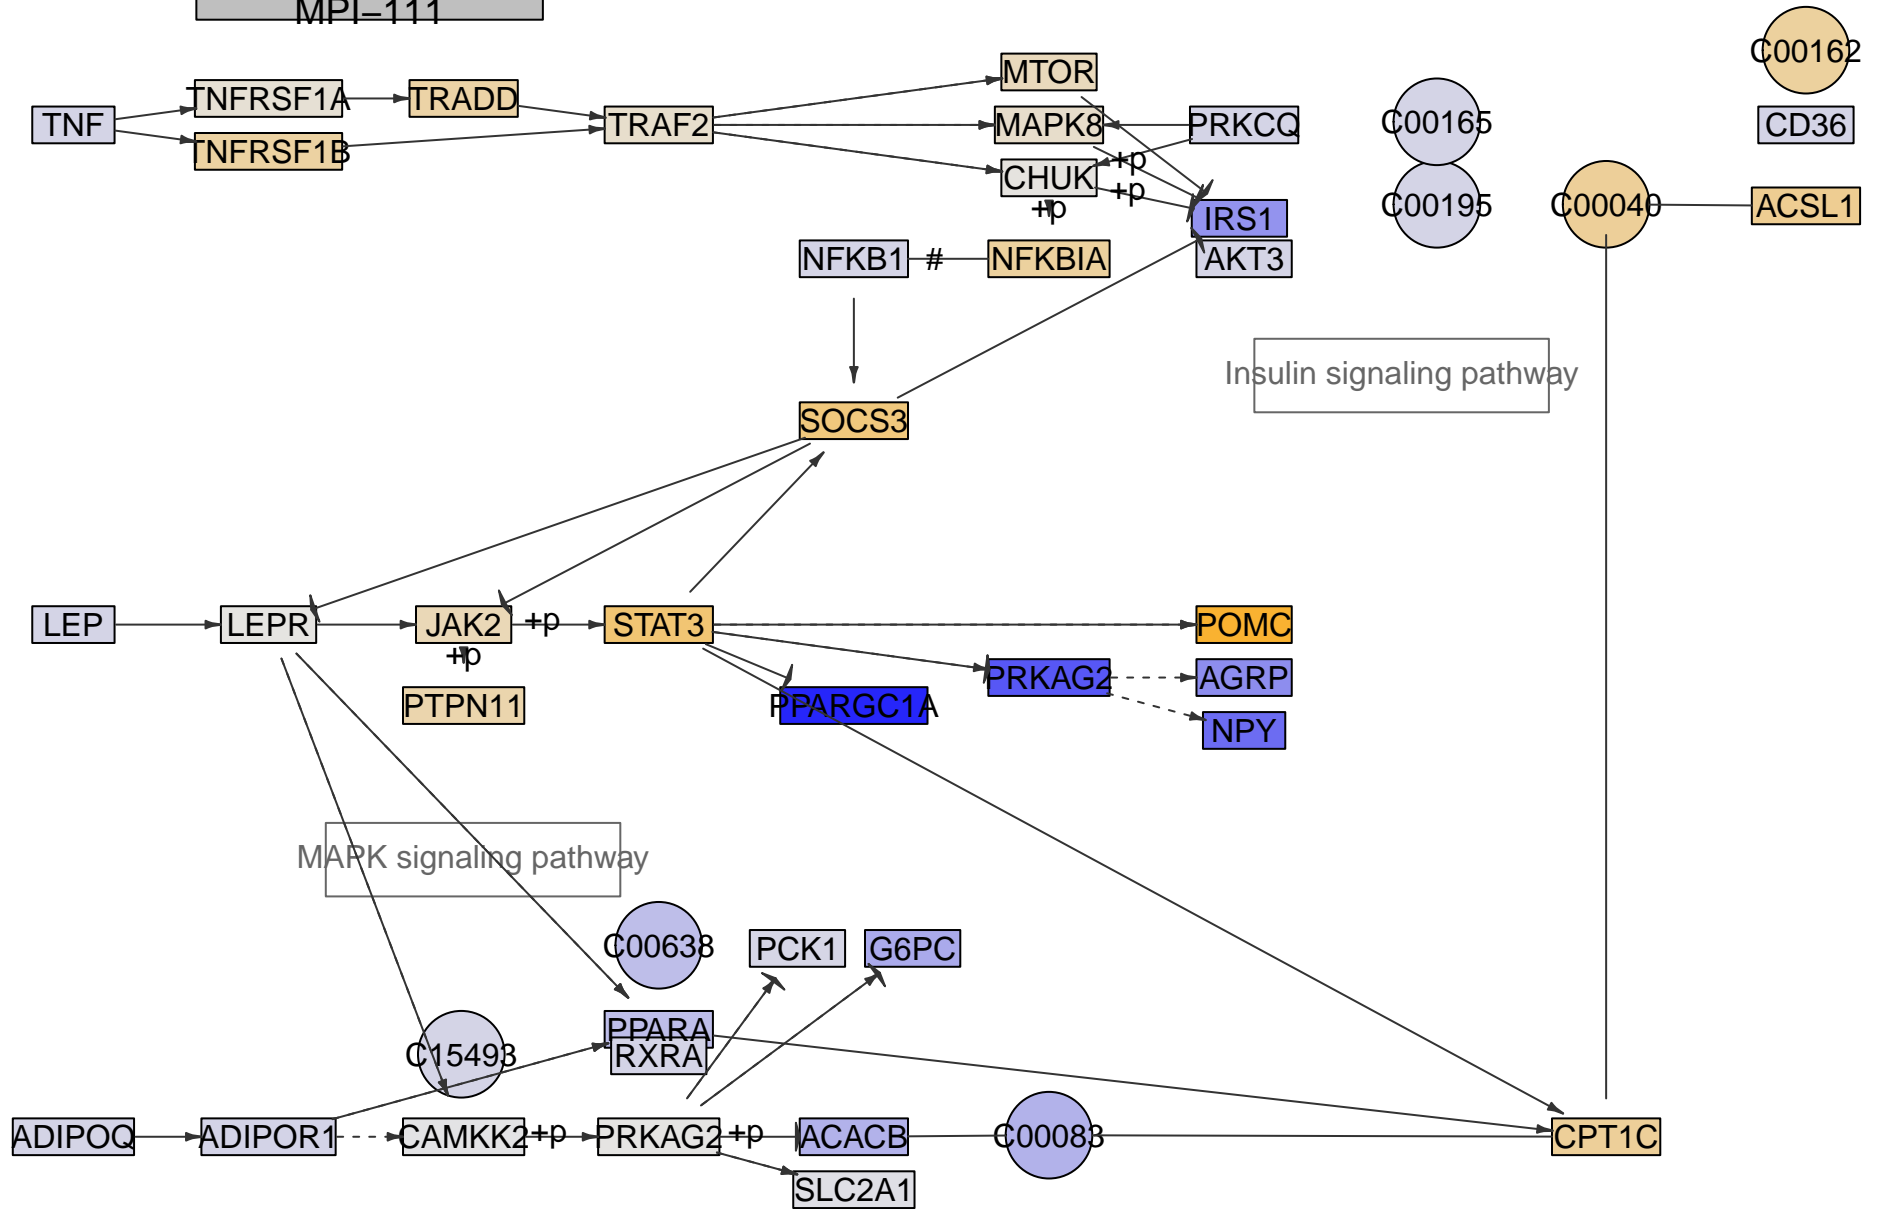 MPI–111
C00162
MTOR
TNFRSF1A
TRADD
TNF
TRAF2
MAPK8
PRKCQ
C00165
CD36
TNFRSF1B
+p
CHUK
+p
+p
IRS1
C00195
C00040
ACSL1
NFKB1
#
NFKBIA
AKT3
Insulin signaling pathway
SOCS3
LEP
LEPR
JAK2
+p
STAT3
POMC
+p
PRKAG2
AGRP
PTPN11
PPARGC1A
NPY
MAPK signaling pathway
C00638
PCK1
G6PC
PPARA
RXRA
C15493
ADIPOQ
ADIPOR1
CAMKK2
+p
PRKAG2
+p
ACACB
C00083
CPT1C
SLC2A1